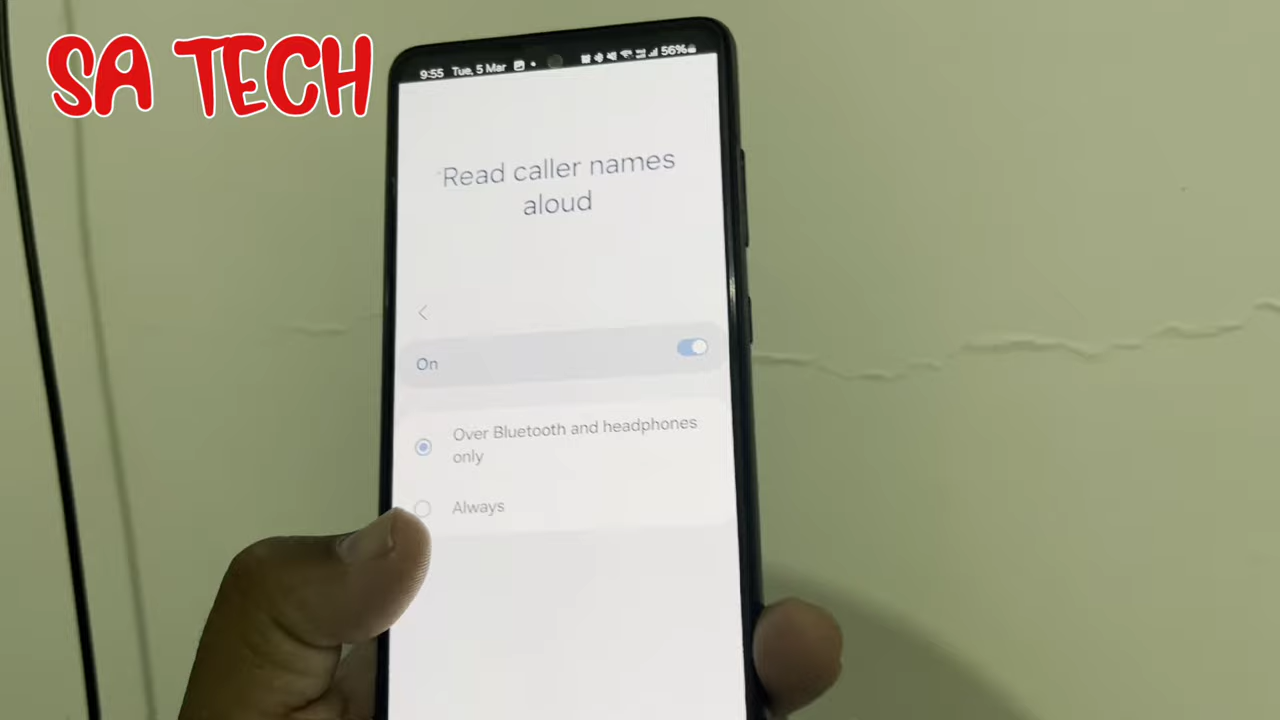 SA TECH
9:55 Tue, 5 Mar 56%
Read caller names
aloud
On
Over Bluetooth and headphones
only
Always